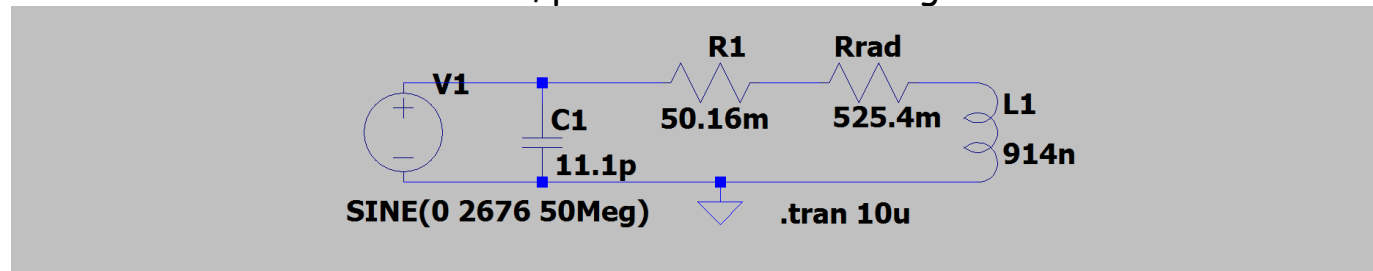 R1 Rrad
V1
L1
C1
50.16m 525.4m
914n
11.1p
SINE(0 2676 50Meg)
.tran 10u